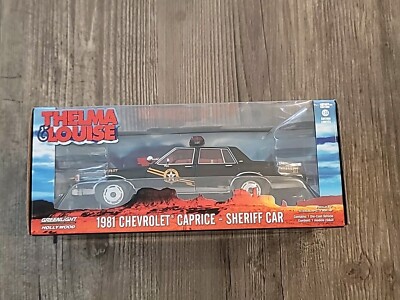 THELMA
& LOUISE
1981 CHEVROLET CAPRICE - SHERIFF CAR
GREENLIGHT
HOLLYWOOD